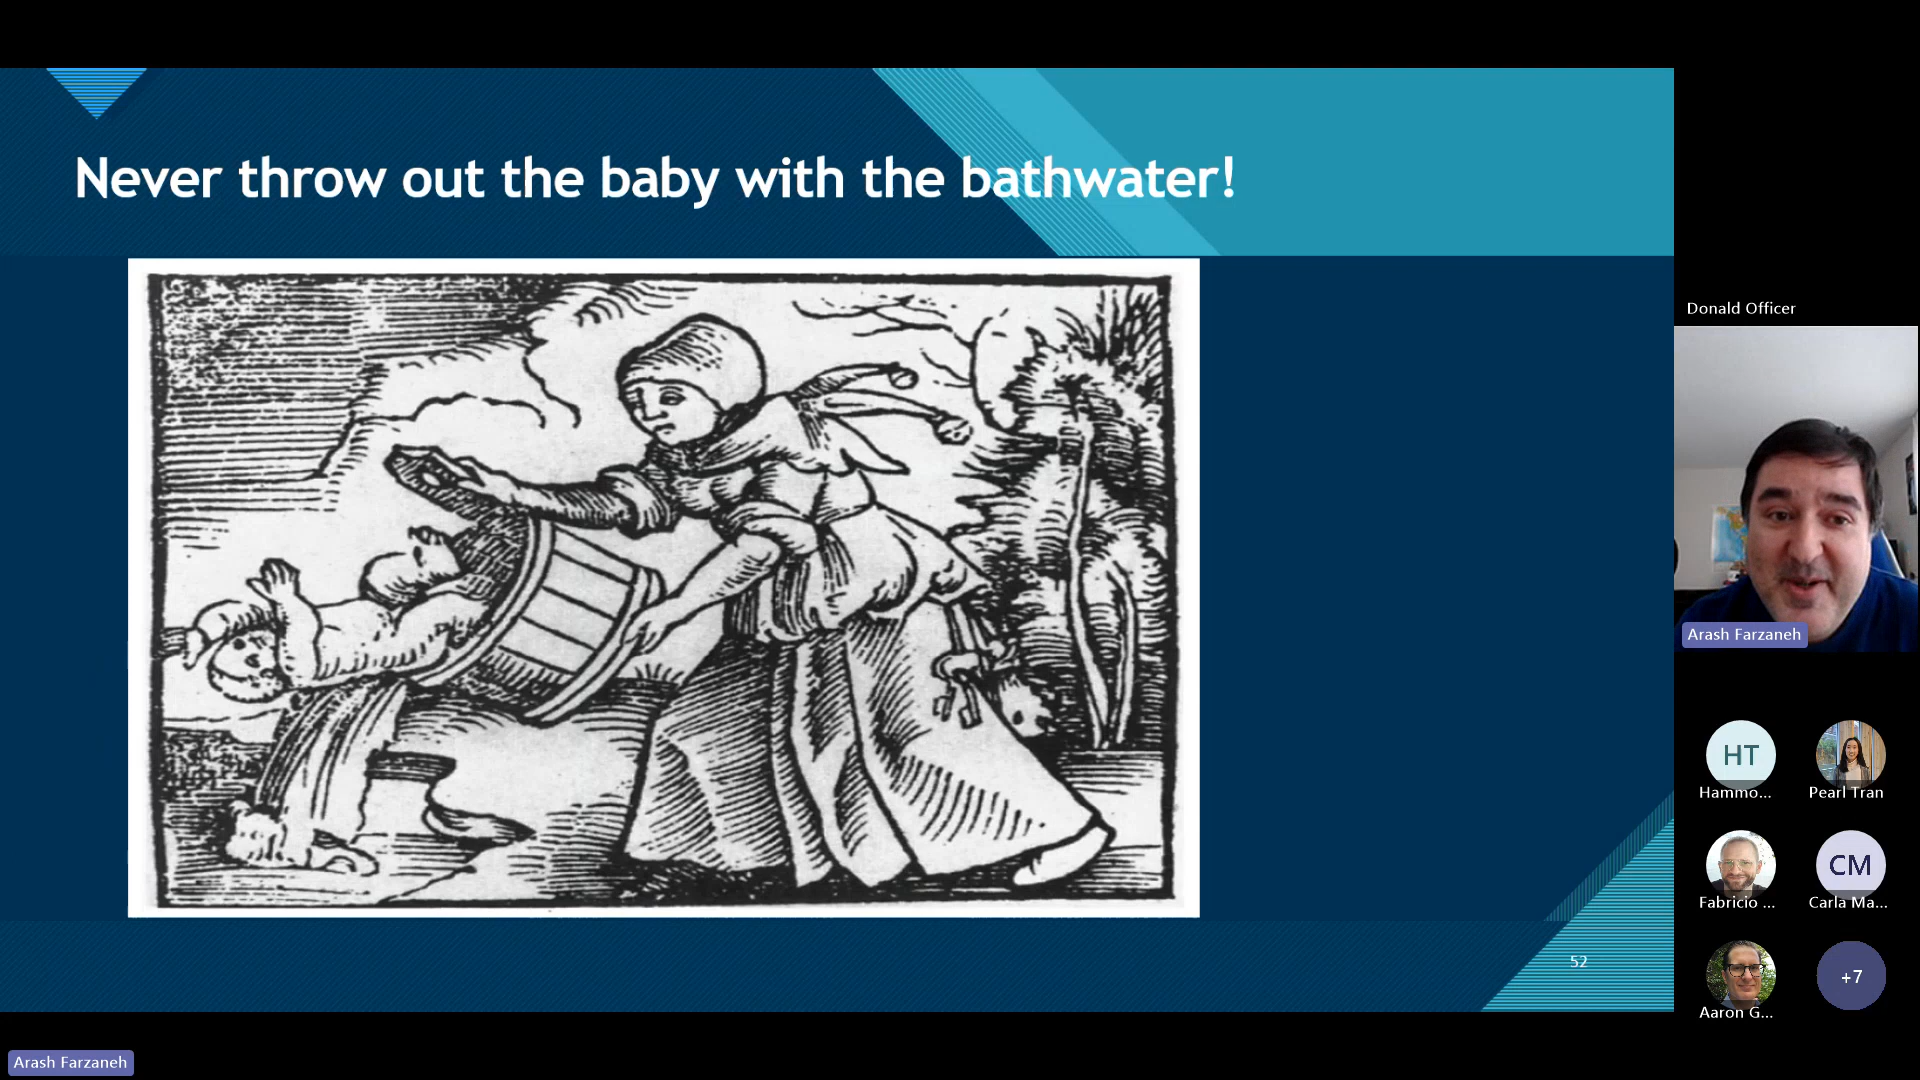 Never throw out the baby with the bathwater!
52
Donald Officer
Arash Farzaneh
HT
Hammo...
Pearl Tran
Fabricio ...
CM
Carla Ma...
Aaron G...
+7
Arash Farzaneh